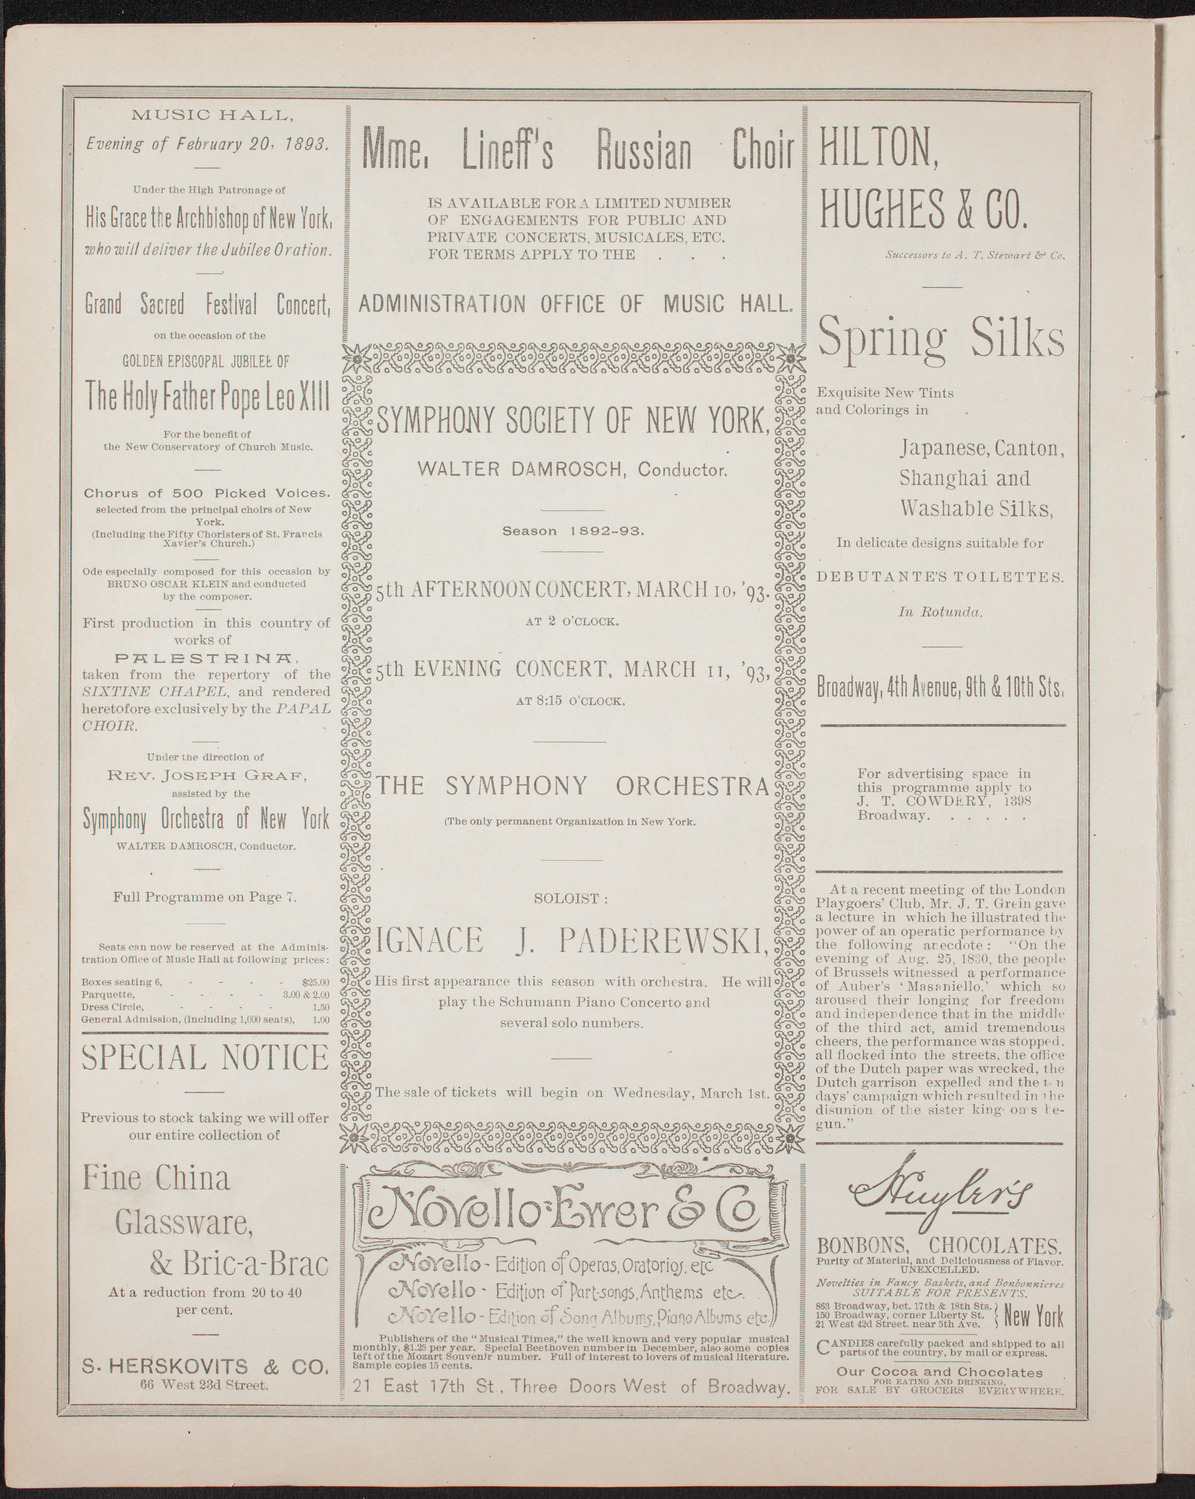 MUSIC HALL,
Evening of February 20, 1893.
Under the High Patronage of
His Grace the Archbishop of New York,
who will deliver the Jubilee Oration.
Grand Sacred Festival Concert,
on the occasion of the
GOLDEN EPISCOPAL JUBILEE OF
The Holy Father Pope Leo XIII
For the benefit of
the New Conservatory of Church Music.
Chorus of 500 Picked Voices.
selected from the principal choirs of New
York.
(Including the Fifty Choristers of St. Francis
Xavier's Church.)
Ode especially composed for this occasion by
BRUNO OSCAR KLEIN and conducted
by the composer.
First production in this country of
works of
PALESTRINA,
taken from the repertory of the
SIXTINE CHAPEL, and rendered
heretofore exclusively by the PAPAL
CHOIR.
Under the direction of
REV. JOSEPH GRAF,
assisted by the
Symphony Orchestra of New York
WALTER DAMROSCH, Conductor.
Full Programme on Page 7.
Seats can now be reserved at the Adminis-
tration Office of Music Hall at following prices:
Boxes seating 6, - - - - $25.00
Parquette, - - - - 3.00 & 2.00
Dress Circle, - - - - 1.50
General Admission, (including 1,000 seats), 1.00
SPECIAL NOTICE
Previous to stock taking we will offer
our entire collection of
Fine China
Glassware,
& Bric-a-Brac
At a reduction from 20 to 40
per cent.
S. HERSKOVITS & CO.
66 West 23d Street.
Mme. Lineff's Russian Choir
IS AVAILABLE FOR A LIMITED NUMBER
OF ENGAGEMENTS FOR PUBLIC AND
PRIVATE CONCERTS, MUSICALES, ETC.
FOR TERMS APPLY TO THE . . .
ADMINISTRATION OFFICE OF MUSIC HALL.
SYMPHONY SOCIETY OF NEW YORK,
WALTER DAMROSCH, Conductor.
Season 1892-93.
5th AFTERNOON CONCERT, MARCH 10, '93.
AT 2 O'CLOCK.
5th EVENING CONCERT, MARCH 11, '93,
AT 8:15 O'CLOCK.
THE SYMPHONY ORCHESTRA
(The only permanent Organization in New York.
SOLOIST:
IGNACE J. PADEREWSKI,
His first appearance this season with orchestra. He will
play the Schumann Piano Concerto and
several solo numbers.
The sale of tickets will begin on Wednesday, March 1st.
Novello-Ewer & Co
Novello - Edition of Operas, Oratorios, etc
Novello - Edition of Part-songs, Anthems etc.
Novello - Edition of Song Albums, Piano Albums etc
Publishers of the "Musical Times," the well known and very popular musical
monthly, $1.25 per year. Special Beethoven number in December, also some copies
left of the Mozart Souvenir number. Full of interest to lovers of musical literature.
Sample copies 15 cents.
21 East 17th St, Three Doors West of Broadway.
HILTON,
HUGHES & CO.
Successors to A. T. Stewart & Co.
Spring Silks
Exquisite New Tints
and Colorings in
Japanese, Canton,
Shanghai and
Washable Silks,
In delicate designs suitable for
DEBUTANTE'S TOILETTES.
In Rotunda.
Broadway, 4th Avenue, 9th & 10th Sts.
For advertising space in
this programme apply to
J. T. COWDERY, 1398
Broadway. . . . . .
At a recent meeting of the London
Playgoers' Club, Mr. J. T. Grein gave
a lecture in which he illustrated the
power of an operatic performance by
the following anecdote: "On the
evening of Aug. 25, 1830, the people
of Brussels witnessed a performance
of Auber's 'Masaniello,' which so
aroused their longing for freedom
and independence that in the middle
of the third act, amid tremendous
cheers, the performance was stopped.
all flocked into the streets, the office
of the Dutch paper was wrecked, the
Dutch garrison expelled and the ten
days' campaign which resulted in the
disunion of the sister kingdoms be-
gun."
Huyler's
BONBONS, CHOCOLATES.
Purity of Material, and Deliciousness of Flavor.
UNEXCELLED.
Novelties in Fancy Baskets, and Bonbonnieres
SUITABLE FOR PRESENTS.
863 Broadway, bet. 17th & 18th Sts.
150 Broadway, corner Liberty St.
21 West 42d Street, near 5th Ave.
New York
CANDIES carefully packed and shipped to all
parts of the country, by mail or express.
Our Cocoa and Chocolates
FOR EATING AND DRINKING.
FOR SALE BY GROCERS EVERYWHERE.